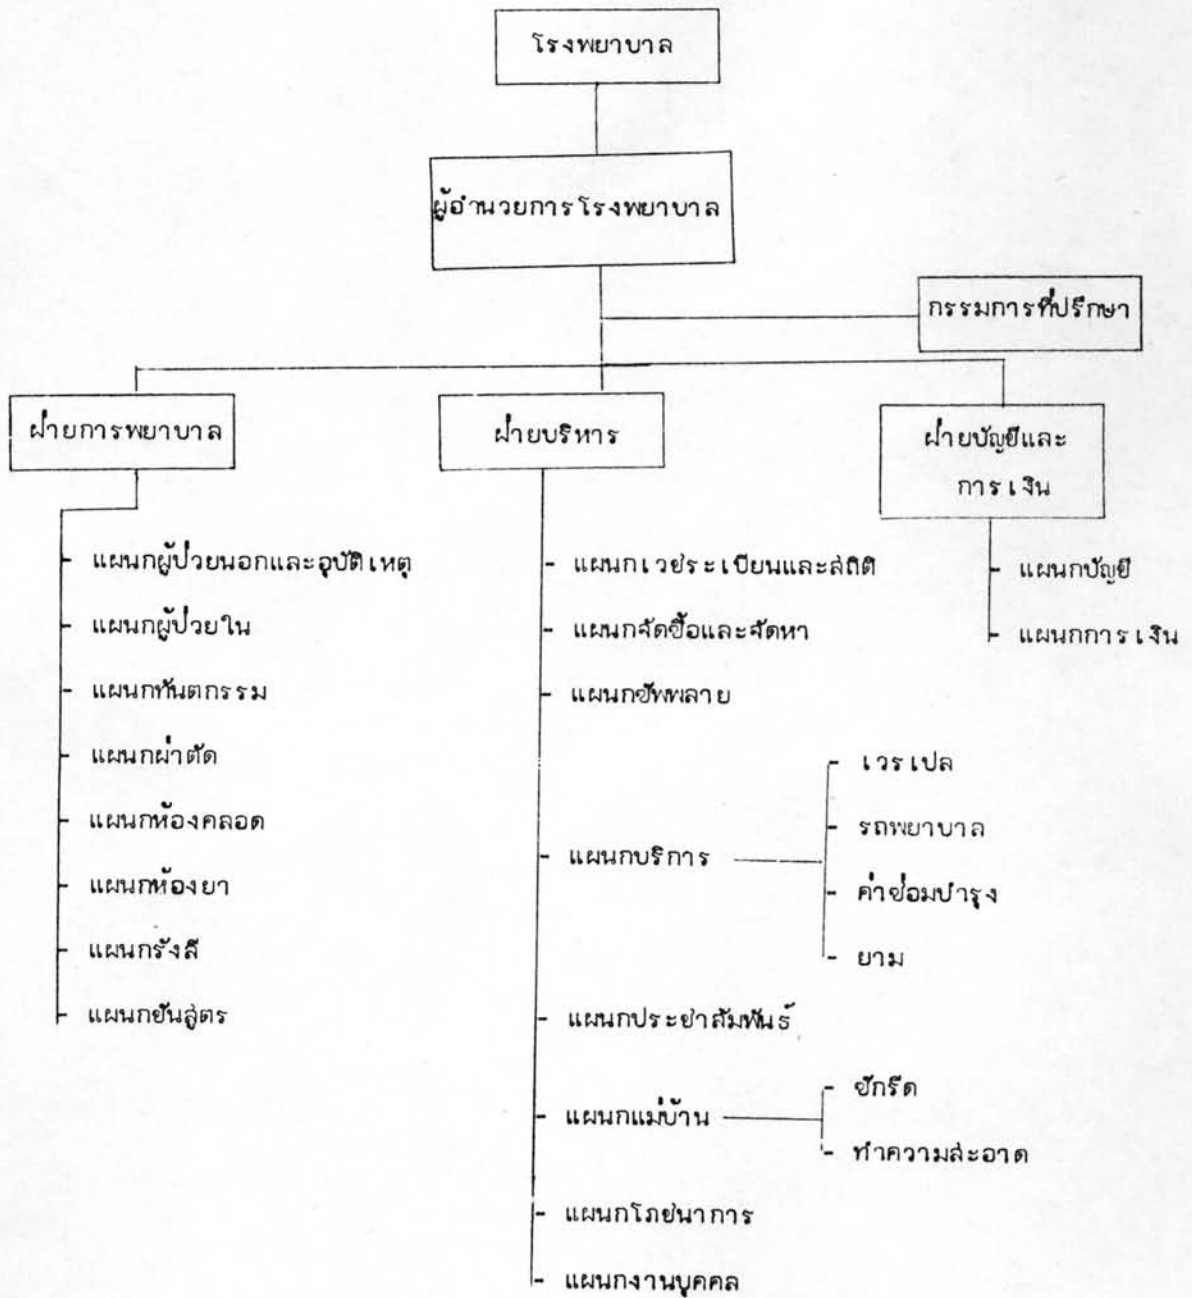 โรงพยาบาล
ผู้อำนวยการโรงพยาบาล
กรรมการที่ปรึกษา
ฝ่ายการพยาบาล
- แผนกผู้ป่วยนอกและอุบัติเหตุ
- แผนกผู้ป่วยใน
- แผนกทันตกรรม
- แผนกผ่าตัด
- แผนกห้องคลอด
- แผนกห้องยา
- แผนกรังสี
- แผนกชันสูตร
ฝ่ายบริหาร
- แผนกเวชระเบียนและสถิติ
- แผนกจัดซื้อและจัดหา
- แผนกซัพพลาย
- แผนกบริการ
- เวรเปล
- รถพยาบาล
- ค่าซ่อมบำรุง
- ยาม
- แผนกประชาสัมพันธ์
- แผนกแม่บ้าน
- ซักรีด
- ทำความสะอาด
- แผนกโภชนาการ
- แผนกงานบุคคล
ฝ่ายบัญชีและ
การเงิน
- แผนกบัญชี
- แผนกการเงิน